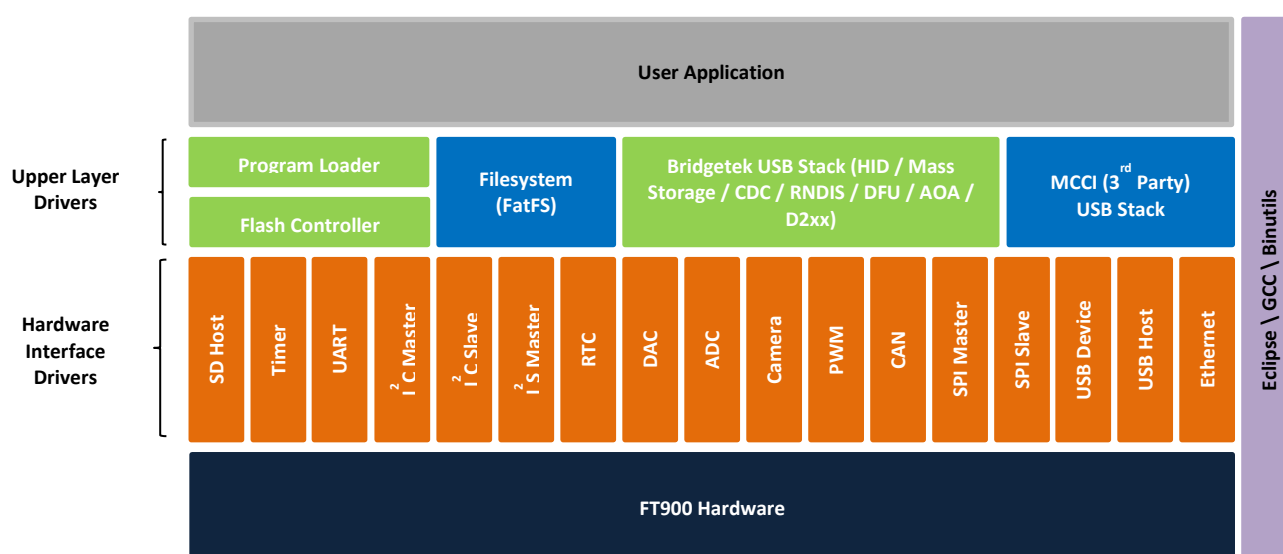 User Application
Upper Layer
Drivers
Program Loader
Flash Controller
Filesystem
(FatFS)
Bridgetek USB Stack (HID / Mass
Storage / CDC / RNDIS / DFU / AOA /
D2xx)
MCCI (3rd Party)
USB Stack
Hardware
Interface
Drivers
SD Host
Timer
UART
I²C Master
I²C Slave
I²S Master
RTC
DAC
ADC
Camera
PWM
CAN
SPI Master
SPI Slave
USB Device
USB Host
Ethernet
FT900 Hardware
Eclipse \ GCC \ Binutils